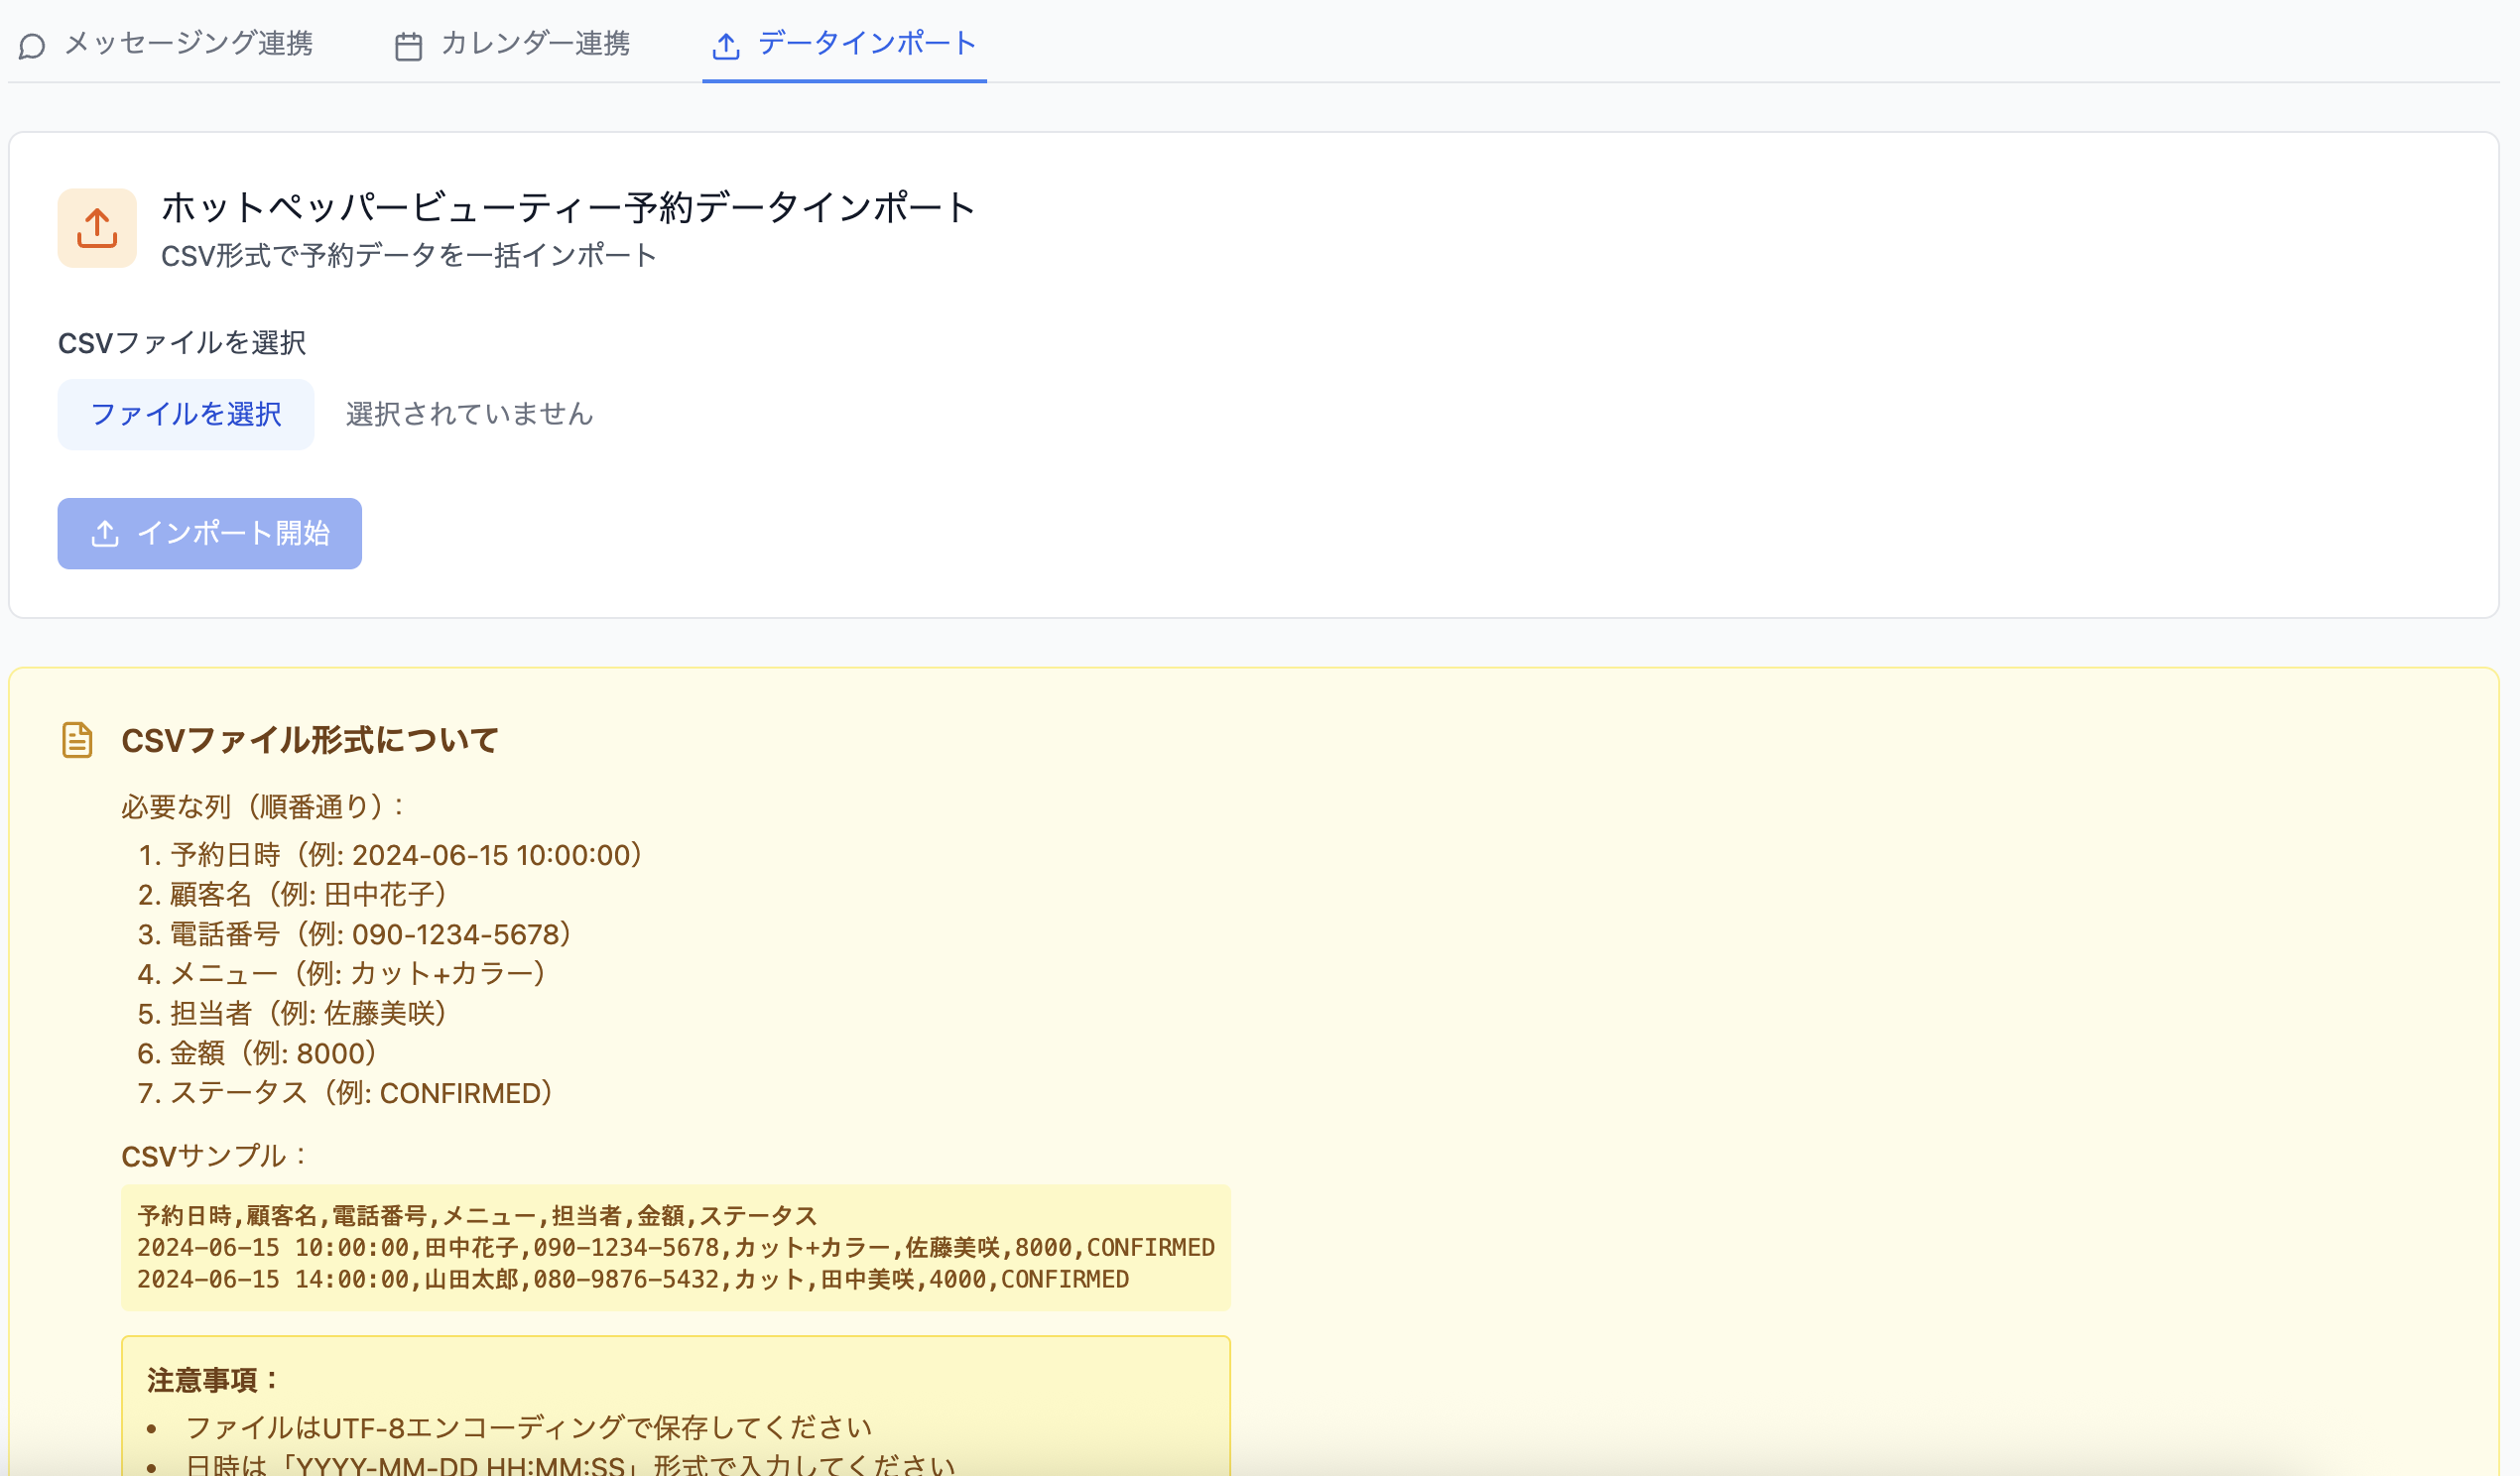 メッセージング連携
カレンダー連携
データインポート
ホットペッパービューティー予約データインポート
CSV形式で予約データを一括インポート
CSVファイルを選択
ファイルを選択 選択されていません
インポート開始
CSVファイル形式について
必要な列（順番通り）：
1. 予約日時（例: 2024-06-15 10:00:00）
2. 顧客名（例: 田中花子）
3. 電話番号（例: 090-1234-5678）
4. メニュー（例: カット+カラー）
5. 担当者（例: 佐藤美咲）
6. 金額（例: 8000）
7. ステータス（例: CONFIRMED）
CSVサンプル：
予約日時,顧客名,電話番号,メニュー,担当者,金額,ステータス
2024-06-15 10:00:00,田中花子,090-1234-5678,カット+カラー,佐藤美咲,8000,CONFIRMED
2024-06-15 14:00:00,山田太郎,080-9876-5432,カット,田中美咲,4000,CONFIRMED
注意事項：
• ファイルはUTF-8エンコーディングで保存してください
• 日時は「YYYY-MM-DD HH:MM:SS」形式で入力してください